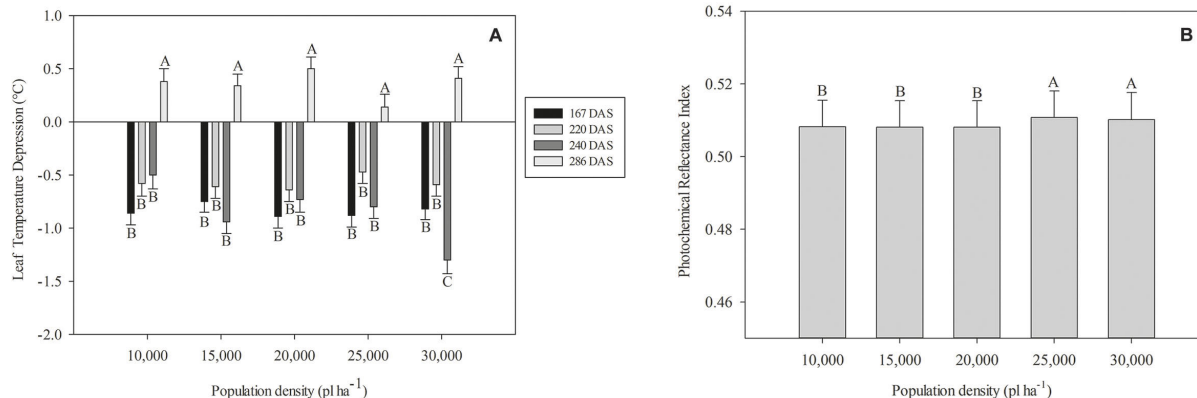 A
1.0
0.5
0.0
-0.5
-1.0
-1.5
-2.0
Leaf Temperature Depression (°C)
A
A
A
A
A
B
B
B
B
B
B
B
B
B
B
B
B
B
B
C
10,000
15,000
20,000
25,000
30,000
Population density (pl ha-1)
167 DAS
220 DAS
240 DAS
286 DAS
B
0.54
0.52
0.50
0.48
0.46
Photochemical Reflectance Index
B
B
B
A
A
10,000
15,000
20,000
25,000
30,000
Population density (pl ha-1)